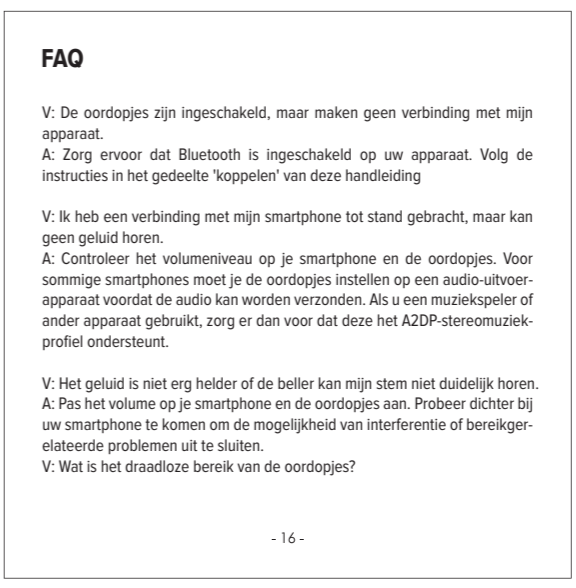 FAQ
V: De oordopjes zijn ingeschakeld, maar maken geen verbinding met mijn
apparaat.
A: Zorg ervoor dat Bluetooth is ingeschakeld op uw apparaat. Volg de
instructies in het gedeelte 'koppelen' van deze handleiding
V: Ik heb een verbinding met mijn smartphone tot stand gebracht, maar kan
geen geluid horen.
A: Controleer het volumeniveau op je smartphone en de oordopjes. Voor
sommige smartphones moet je de oordopjes instellen op een audio-uitvoer-
apparaat voordat de audio kan worden verzonden. Als u een muziekspeler of
ander apparaat gebruikt, zorg er dan voor dat deze het A2DP-stereomuziek-
profiel ondersteunt.
V: Het geluid is niet erg helder of de beller kan mijn stem niet duidelijk horen.
A: Pas het volume op je smartphone en de oordopjes aan. Probeer dichter bij
uw smartphone te komen om de mogelijkheid van interferentie of bereikger-
elateerde problemen uit te sluiten.
V: Wat is het draadloze bereik van de oordopjes?
- 16 -